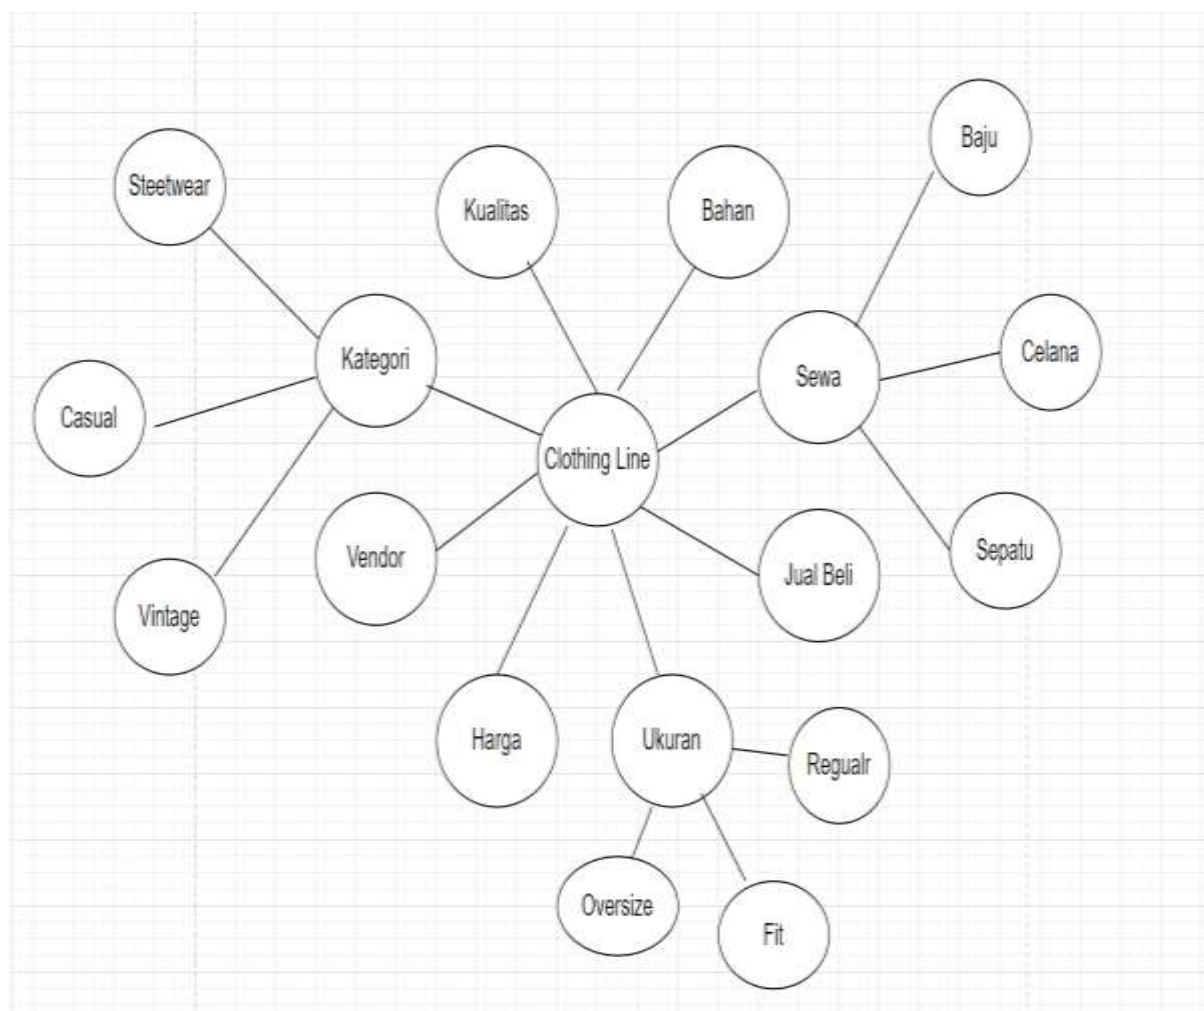 Baju
Steetwear
Kualitas
Bahan
Kategori
Sewa
Celana
Casual
Clothing Line
Vendor
Jual Beli
Sepatu
Vintage
Harga
Ukuran
Regualr
Oversize
Fit